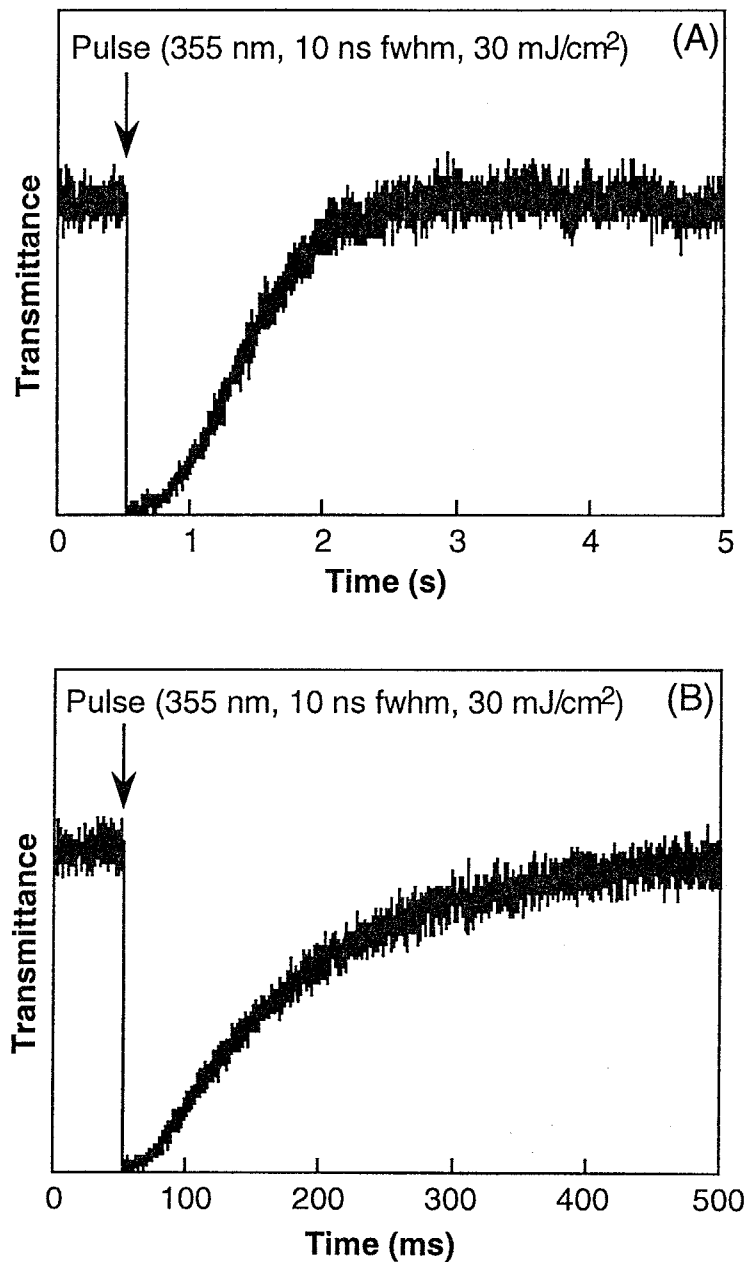 Pulse (355 nm, 10 ns fwhm, 30 mJ/cm²) (A)
Transmittance
0 1 2 3 4 5
Time (s)
Pulse (355 nm, 10 ns fwhm, 30 mJ/cm²) (B)
Transmittance
0 100 200 300 400 500
Time (ms)